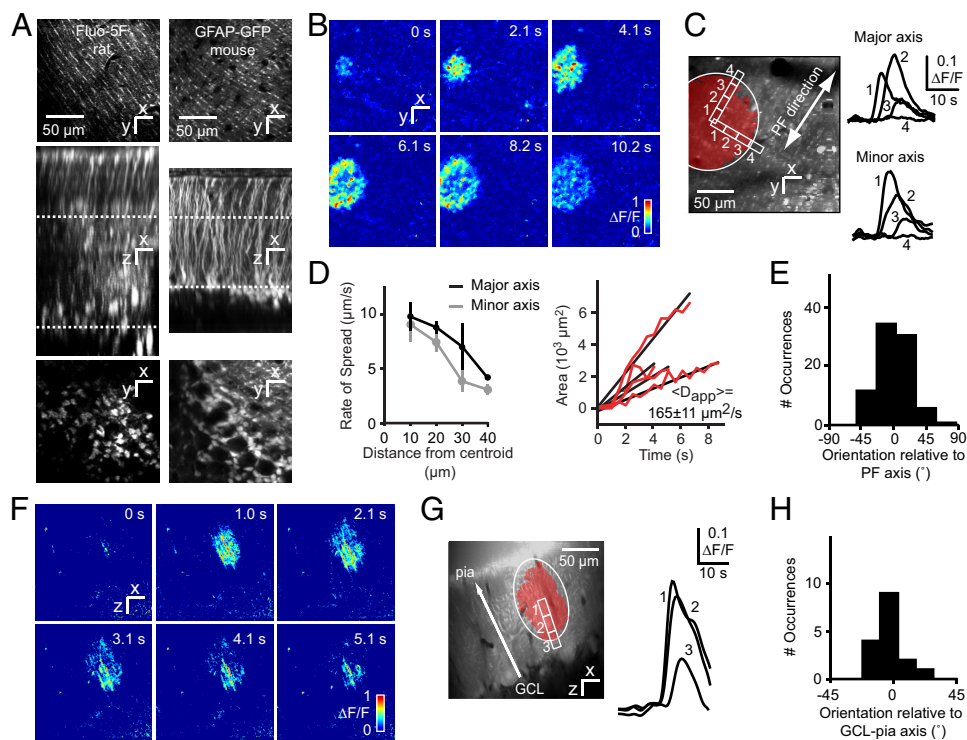 A
Fluo-5F
rat
GFAP-GFP
mouse
x
y
50 µm
x
y
50 µm
x
z
x
z
x
y
x
y
B
0 s
2.1 s
4.1 s
x
y
6.1 s
8.2 s
10.2 s
1
ΔF/F
0
C
4
3
2
1
1
2
3
4
PF direction
50 µm
x
y
Major axis
1
2
3
4
0.1
ΔF/F
10 s
Minor axis
1
2
3
4
D
Major axis
Minor axis
Rate of Spread (µm/s)
10
5
0
0 10 20 30 40
Distance from centroid
(µm)
Area (10³ µm²)
6
4
2
0
0 2 4 6 8
Time (s)
<D_app>=
165±11 µm²/s
E
# Occurrences
40
20
0
-90 -45 0 45 90
Orientation relative to
PF axis (°)
F
0 s
1.0 s
2.1 s
x
z
3.1 s
4.1 s
5.1 s
1
ΔF/F
0
G
pia
50 µm
1
2
3
GCL
x
z
0.1
ΔF/F
10 s
1
2
3
H
# Occurrences
10
5
0
-45 0 45
Orientation relative to
GCL-pia axis (°)